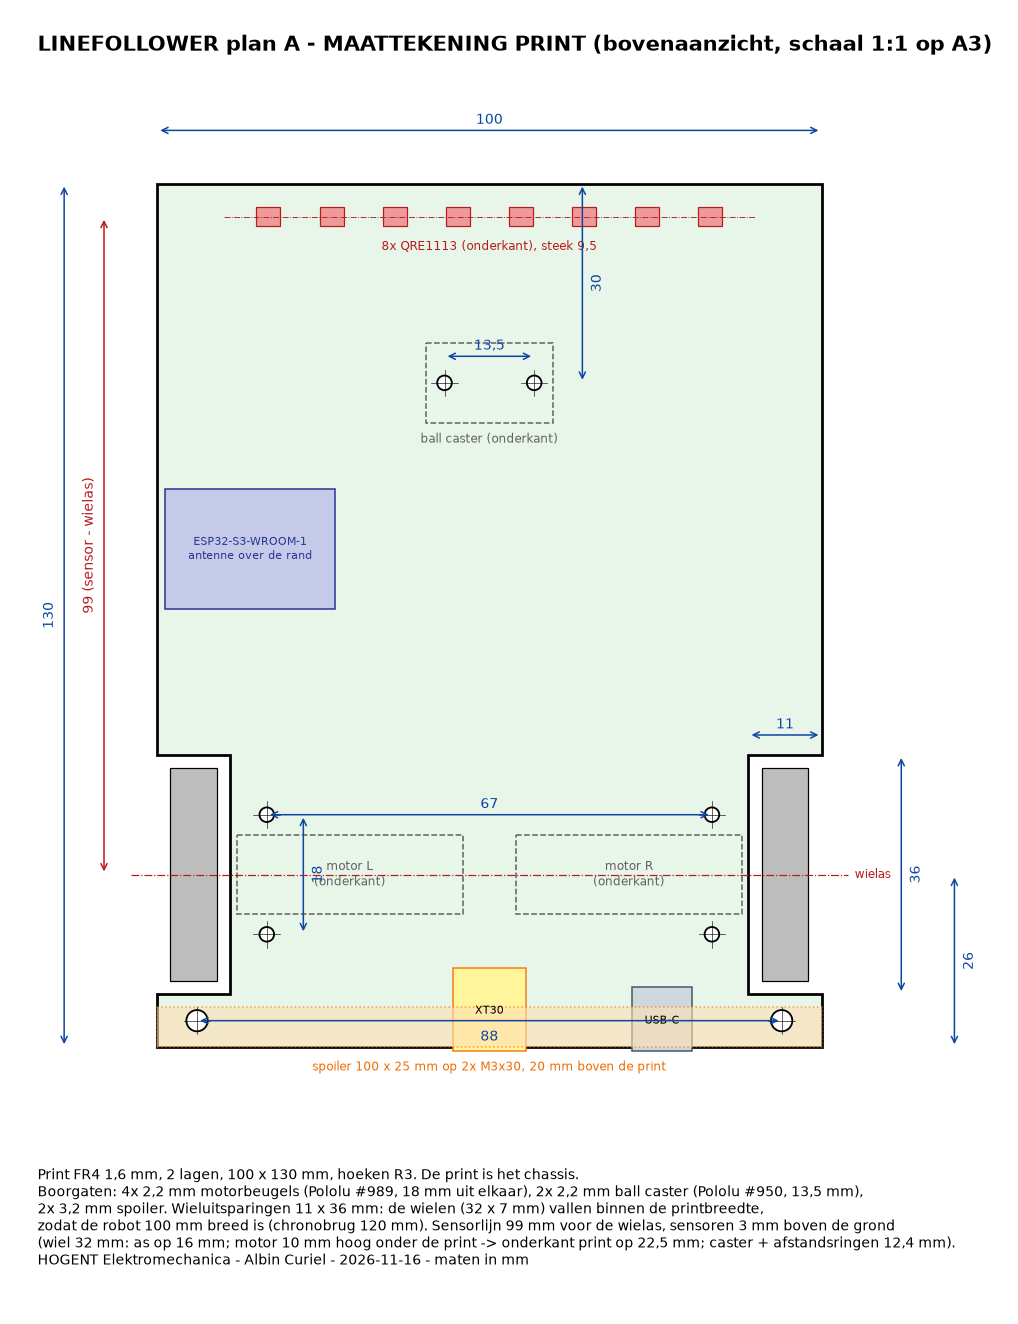 LINEFOLLOWER plan A - MAATTEKENING PRINT (bovenaanzicht, schaal 1:1 op A3)
100
8x QRE1113 (onderkant), steek 9,5
30
13,5
ball caster (onderkant)
99 (sensor - wielas)
ESP32-S3-WROOM-1
antenne over de rand
130
11
67
motor L
(onderkant)
18
motor R
(onderkant)
wielas
36
26
XT30
USB-C
88
spoiler 100 x 25 mm op 2x M3x30, 20 mm boven de print
Print FR4 1,6 mm, 2 lagen, 100 x 130 mm, hoeken R3. De print is het chassis.
Boorgaten: 4x 2,2 mm motorbeugels (Pololu #989, 18 mm uit elkaar), 2x 2,2 mm ball caster (Pololu #950, 13,5 mm),
2x 3,2 mm spoiler. Wieluitsparingen 11 x 36 mm: de wielen (32 x 7 mm) vallen binnen de printbreedte,
zodat de robot 100 mm breed is (chronobrug 120 mm). Sensorlijn 99 mm voor de wielas, sensoren 3 mm boven de grond
(wiel 32 mm: as op 16 mm; motor 10 mm hoog onder de print -> onderkant print op 22,5 mm; caster + afstandsringen 12,4 mm).
HOGENT Elektromechanica - Albin Curiel - 2026-11-16 - maten in mm